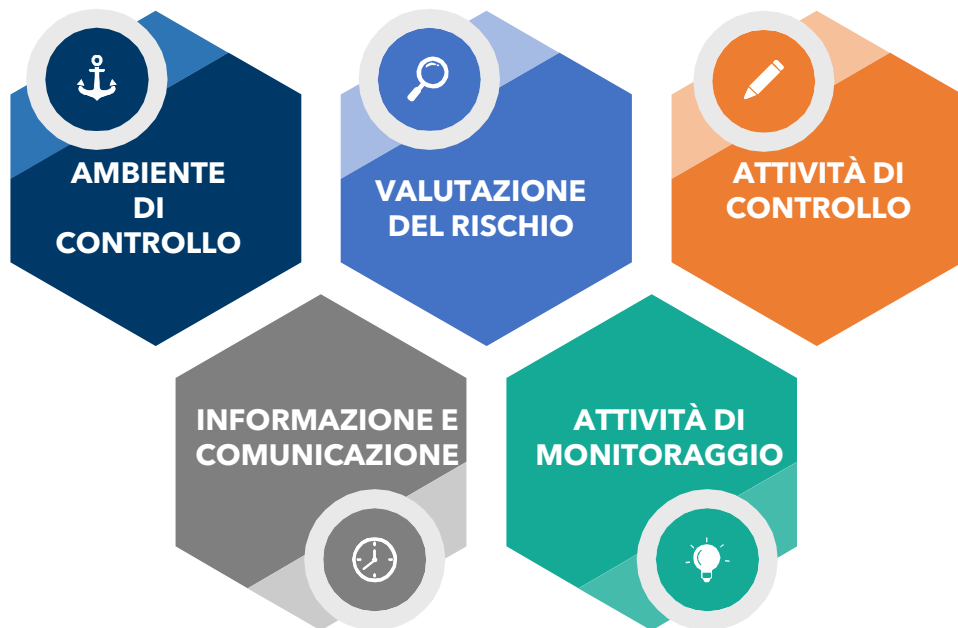 AMBIENTE
DI
CONTROLLO
VALUTAZIONE
DEL RISCHIO
ATTIVITÀ DI
CONTROLLO
INFORMAZIONE E
COMUNICAZIONE
ATTIVITÀ DI
MONITORAGGIO